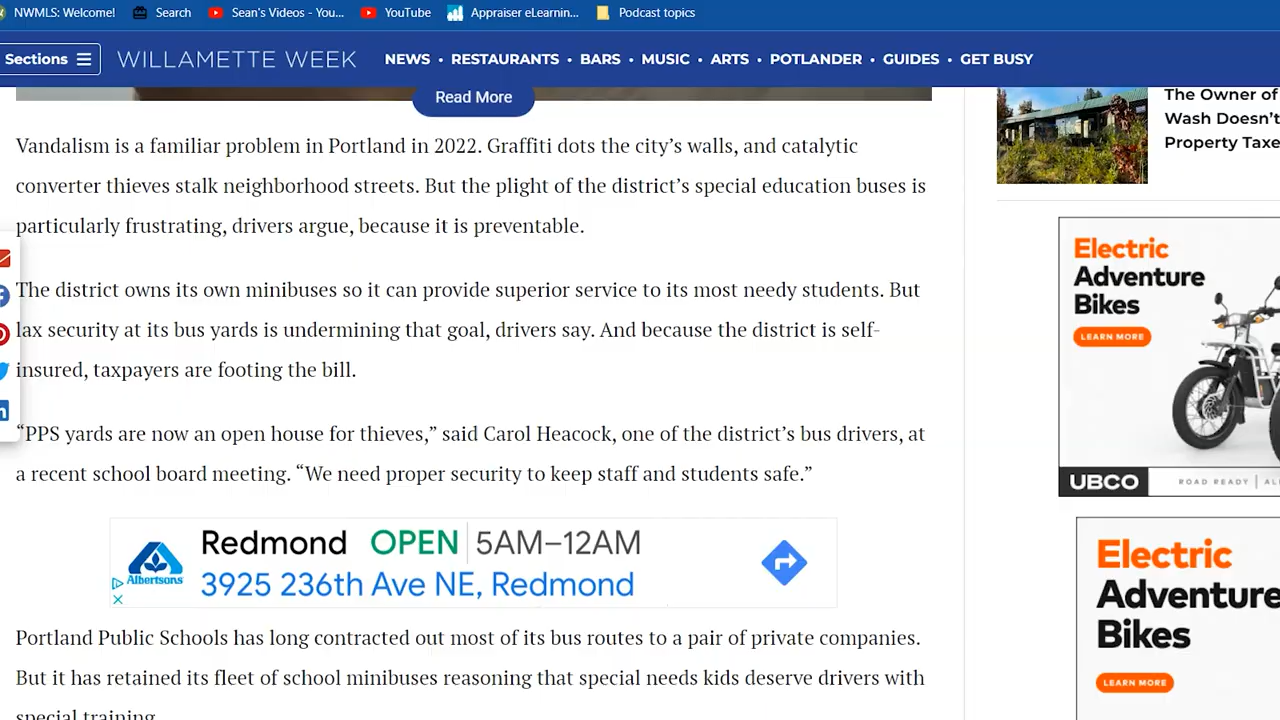 NWMLS: Welcome!
Search
Sean's Videos - You...
YouTube
Appraiser eLearnin...
Podcast topics
Sections
WILLAMETTE WEEK
NEWS • RESTAURANTS • BARS • MUSIC • ARTS • POTLANDER • GUIDES • GET BUSY
Read More
Vandalism is a familiar problem in Portland in 2022. Graffiti dots the city’s walls, and catalytic
converter thieves stalk neighborhood streets. But the plight of the district’s special education buses is
particularly frustrating, drivers argue, because it is preventable.
The district owns its own minibuses so it can provide superior service to its most needy students. But
lax security at its bus yards is undermining that goal, drivers say. And because the district is self-
insured, taxpayers are footing the bill.
“PPS yards are now an open house for thieves,” said Carol Heacock, one of the district’s bus drivers, at
a recent school board meeting. “We need proper security to keep staff and students safe.”
Albertsons
Redmond OPEN 5AM–12AM
3925 236th Ave NE, Redmond
Portland Public Schools has long contracted out most of its bus routes to a pair of private companies.
But it has retained its fleet of school minibuses reasoning that special needs kids deserve drivers with
special training.
The Owner of
Wash Doesn’t
Property Taxe
Electric
Adventure
Bikes
LEARN MORE
UBCO
ROAD READY | AL
Electric
Adventure
Bikes
LEARN MORE